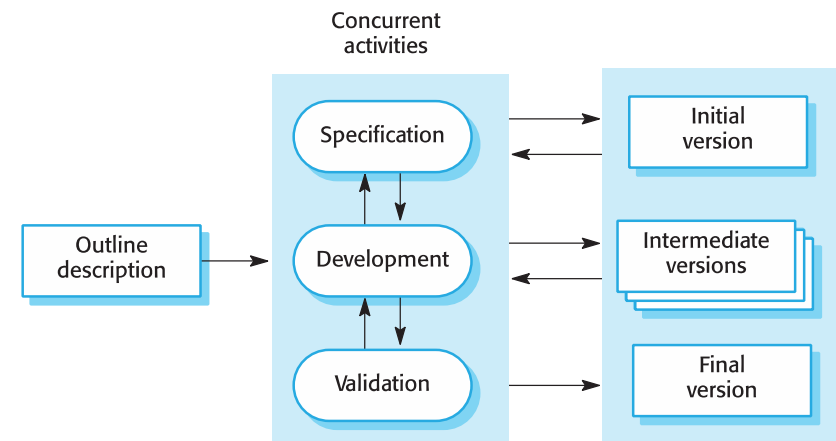 Concurrent
activities
Specification
Initial
version
Outline
description
Development
Intermediate
versions
Validation
Final
version